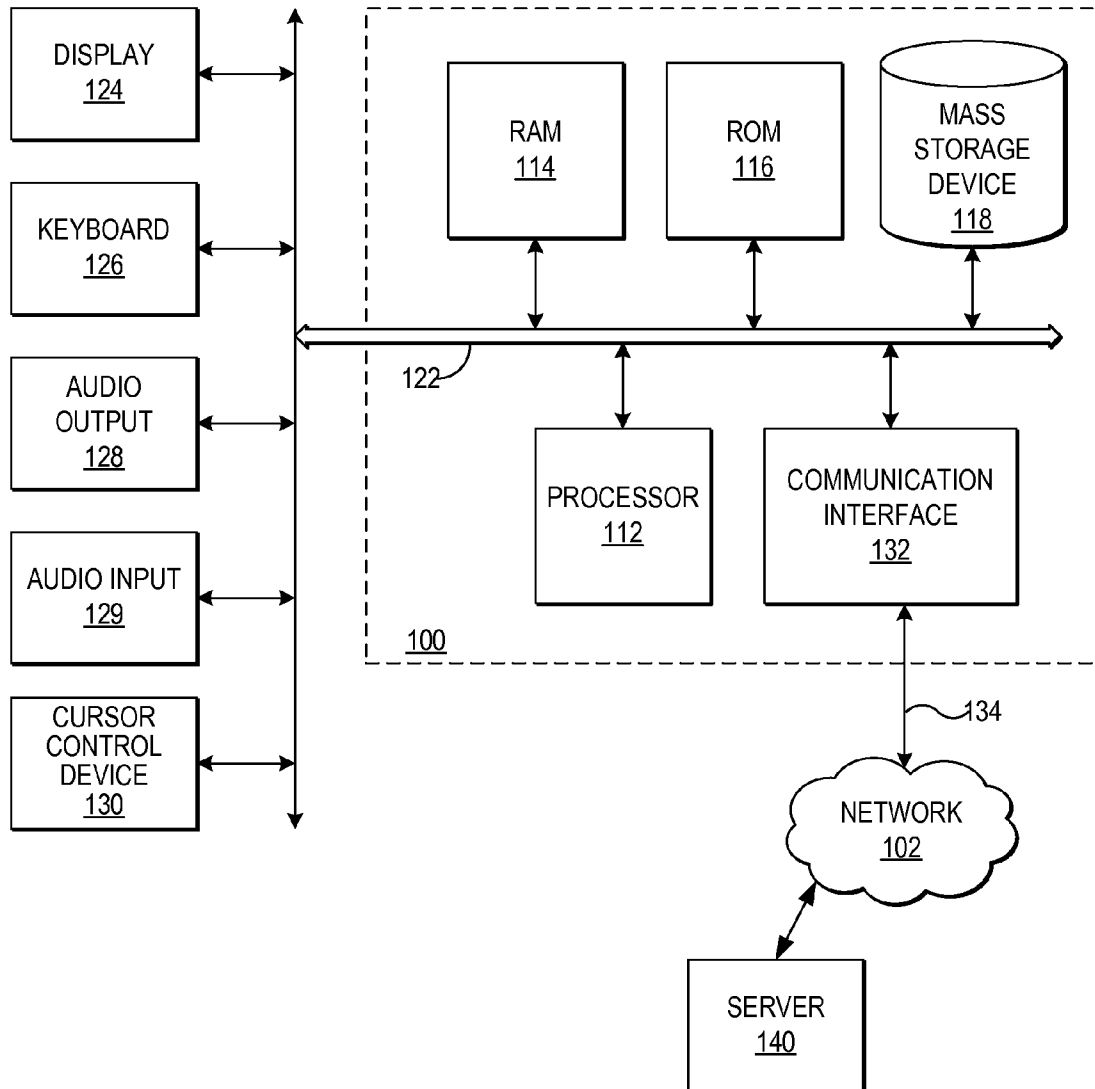 DISPLAY
124
KEYBOARD
126
AUDIO
OUTPUT
128
AUDIO INPUT
129
CURSOR
CONTROL
DEVICE
130
RAM
114
ROM
116
MASS
STORAGE
DEVICE
118
122
PROCESSOR
112
COMMUNICATION
INTERFACE
132
100
134
NETWORK
102
SERVER
140